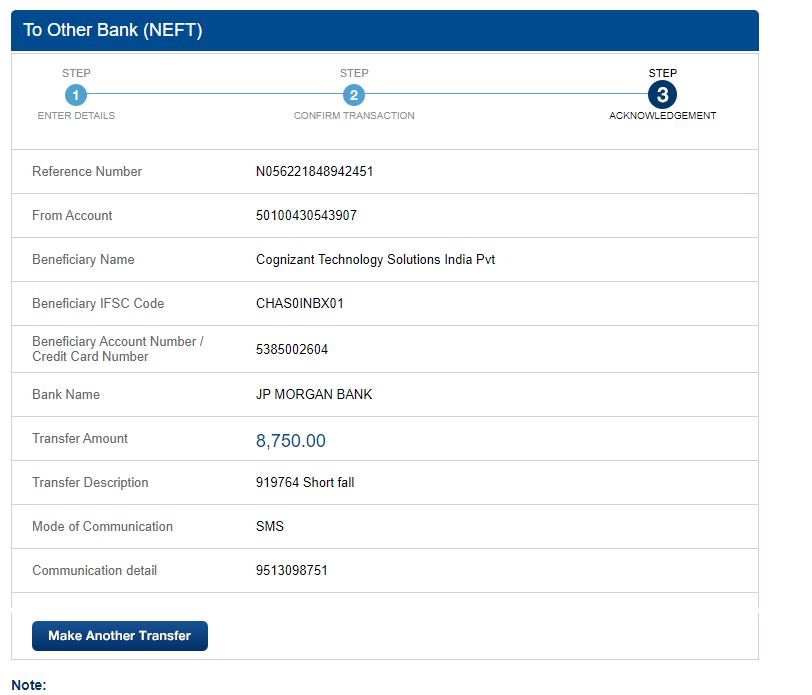 To Other Bank (NEFT)
STEP STEP STEP
1 2 3
ENTER DETAILS CONFIRM TRANSACTION ACKNOWLEDGEMENT
Reference Number N056221848942451
From Account 50100430543907
Beneficiary Name Cognizant Technology Solutions India Pvt
Beneficiary IFSC Code CHAS0INBX01
Beneficiary Account Number /
Credit Card Number 5385002604
Bank Name JP MORGAN BANK
Transfer Amount 8,750.00
Transfer Description 919764 Short fall
Mode of Communication SMS
Communication detail 9513098751
Make Another Transfer
Note: